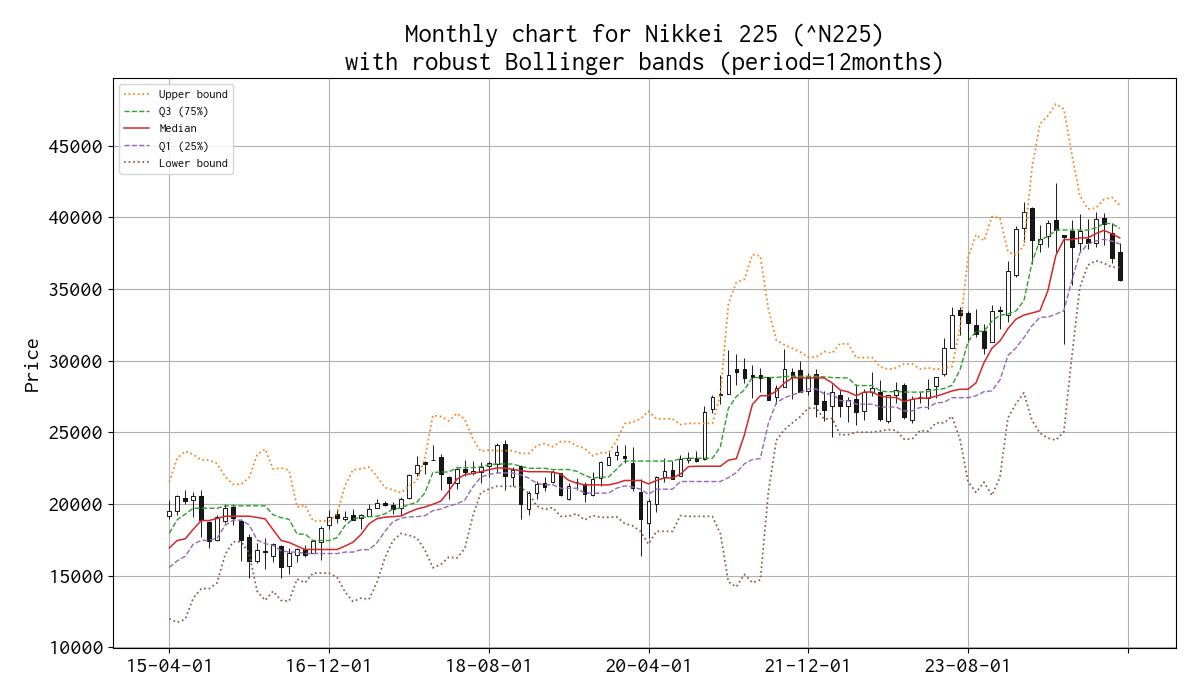 Monthly chart for Nikkei 225 (^N225)
with robust Bollinger bands (period=12months)
Upper bound
Q3 (75%)
Median
Q1 (25%)
Lower bound
Price
45000
40000
35000
30000
25000
20000
15000
10000
15-04-01
16-12-01
18-08-01
20-04-01
21-12-01
23-08-01